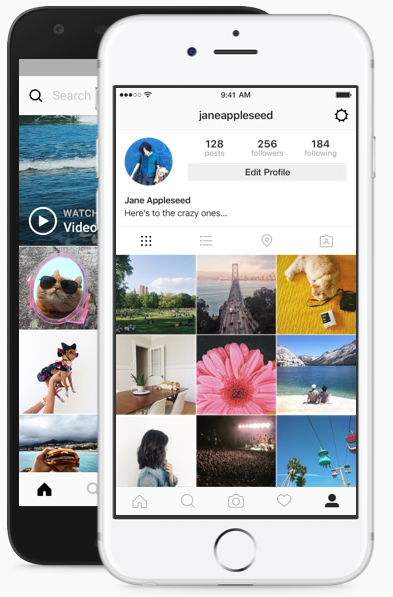 Search
WATCH
Video
9:41 AM
janeappleseed
128 256 184
posts followers following
Edit Profile
Jane Appleseed
Here's to the crazy ones...